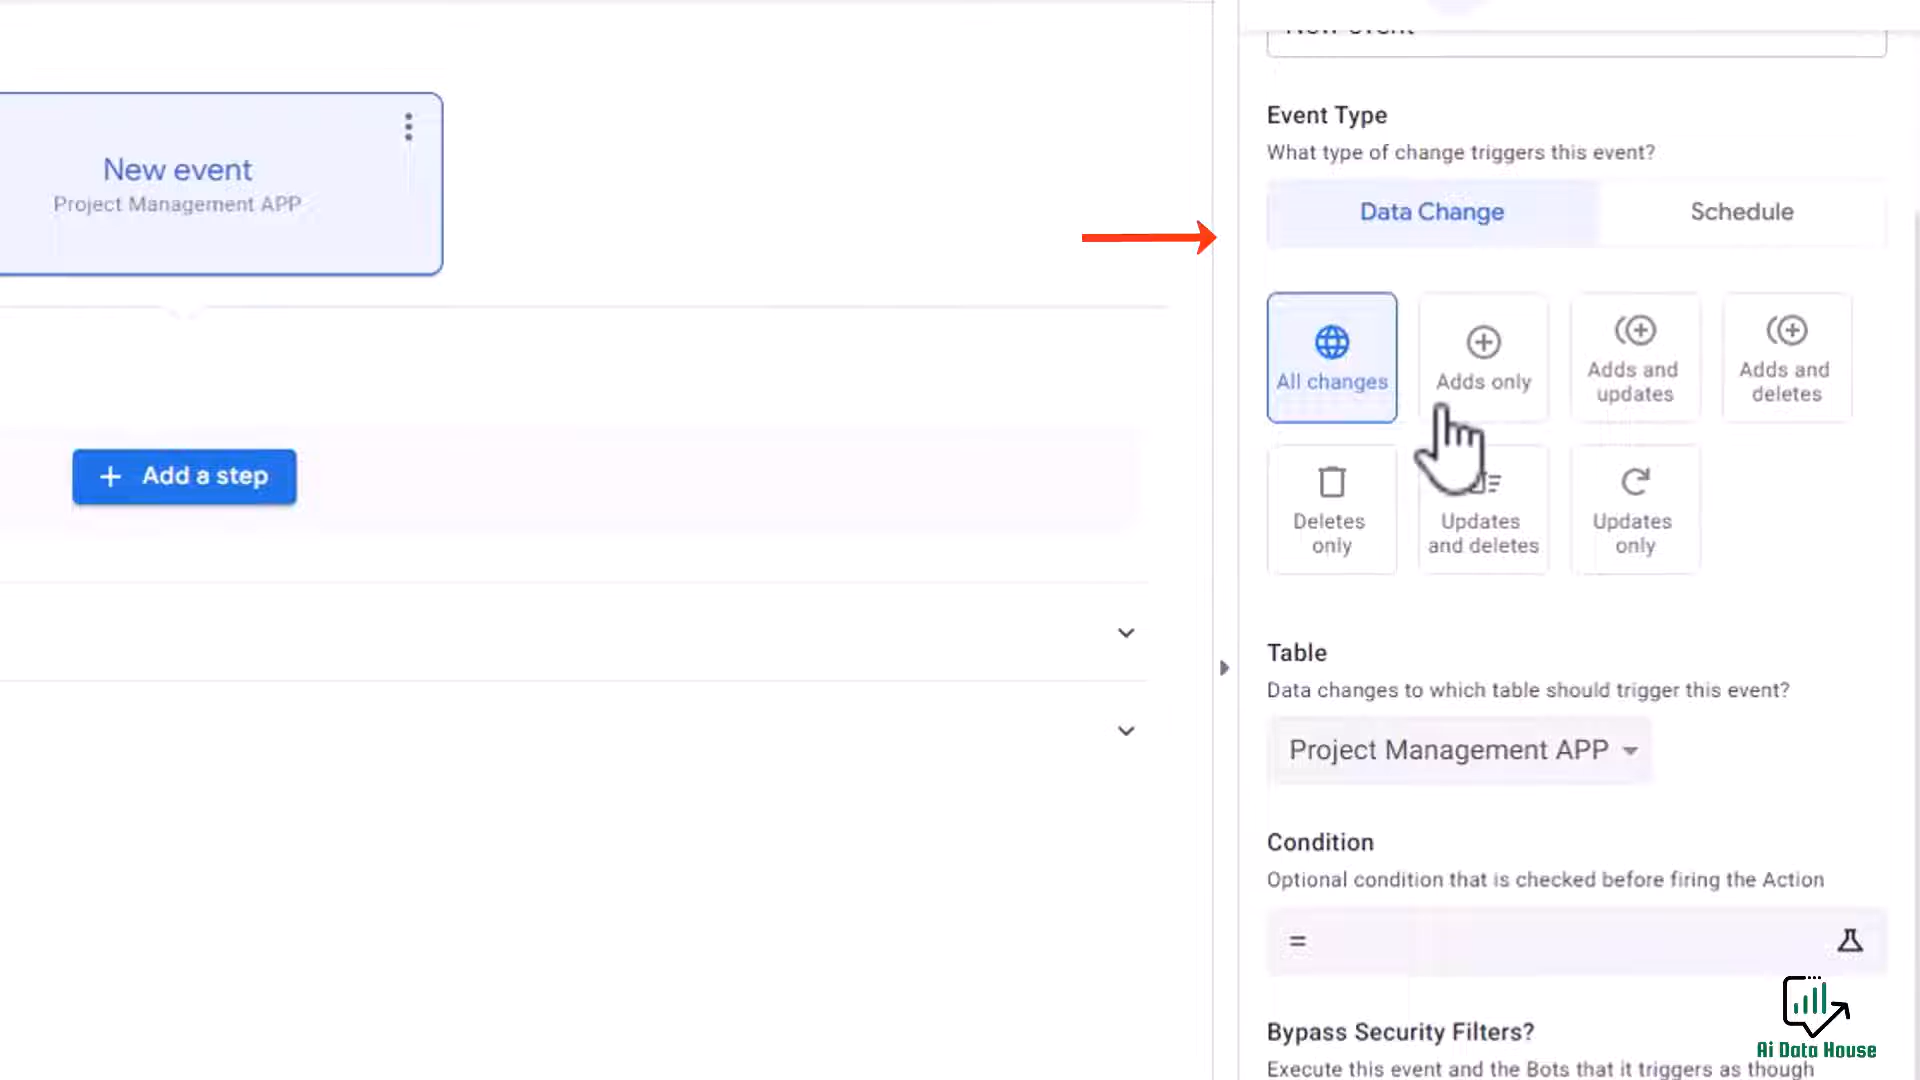 New event
Event Type
What type of change triggers this event?
Data Change
Schedule
New event
Project Management APP
All changes
Adds only
Adds and
updates
Adds and
deletes
+ Add a step
Deletes
only
Updates
and deletes
Updates
only
Table
Data changes to which table should trigger this event?
Project Management APP
Condition
Optional condition that is checked before firing the Action
=
Bypass Security Filters?
Execute this event and the Bots that it triggers as though
Ai Data House